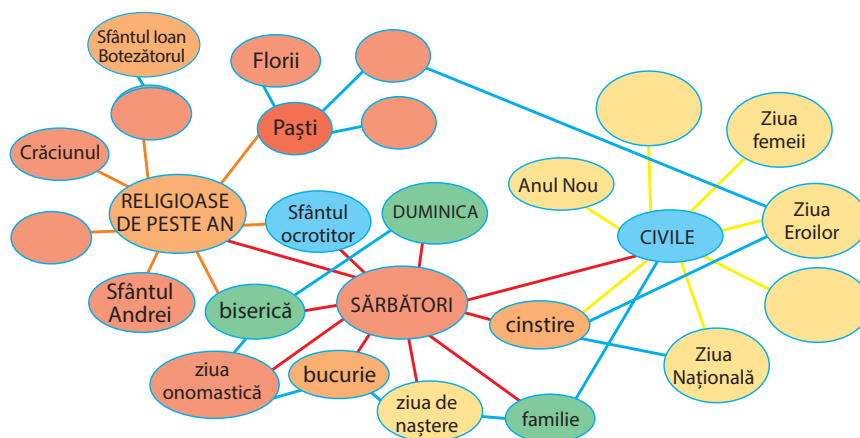 Sfântul Ioan
Botezătorul
Florii
Paști
Crăciunul
Ziua
femeii
Anul Nou
RELIGIOASE
DE PESTE AN
Sfântul
ocrotitor
DUMINICA
Ziua
Eroilor
CIVILE
Sfântul
Andrei
biserică
SĂRBĂTORI
cinstire
ziua
onomastică
bucurie
Ziua
Națională
ziua de
naștere
familie